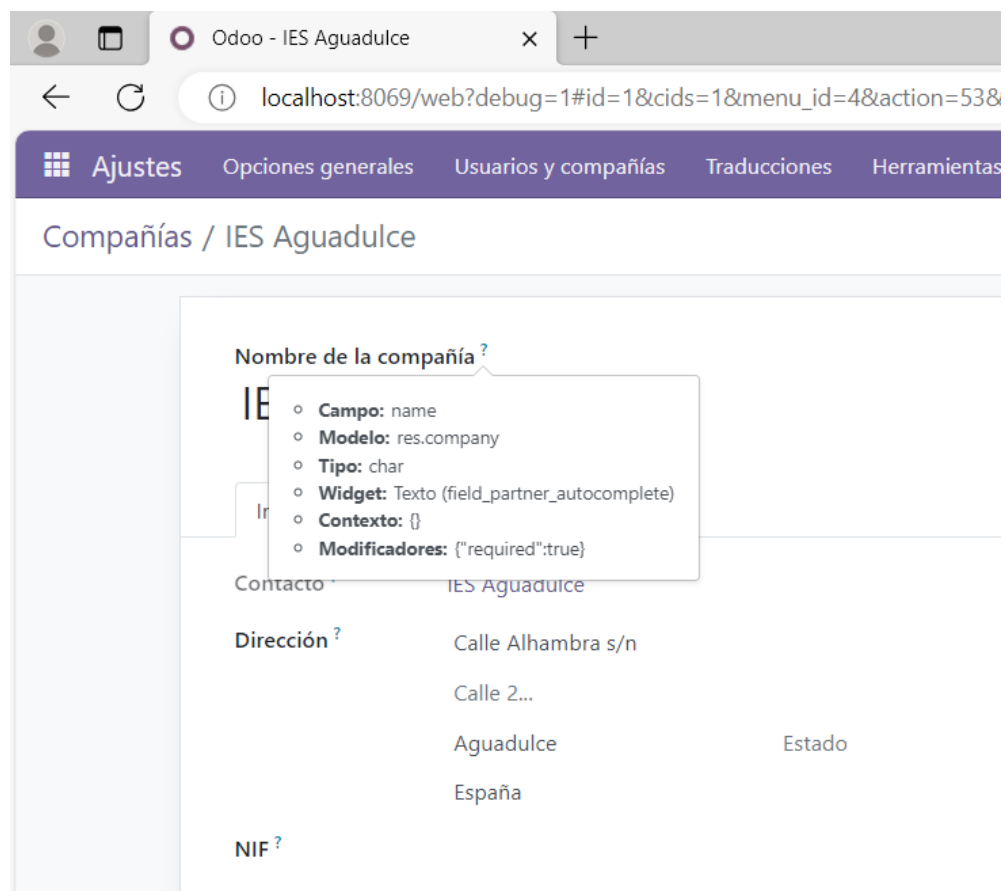 Odoo - IES Aguadulce
localhost:8069/web?debug=1#id=1&cids=1&menu_id=4&action=53&
Ajustes Opciones generales Usuarios y compañías Traducciones Herramientas
Compañías / IES Aguadulce
Nombre de la compañía ?
Campo: name
Modelo: res.company
Tipo: char
Widget: Texto (field_partner_autocomplete)
Contexto: {}
Modificadores: {"required":true}
Contacto
IES Aguadulce
Dirección ? Calle Alhambra s/n
Calle 2...
Aguadulce Estado
España
NIF ?